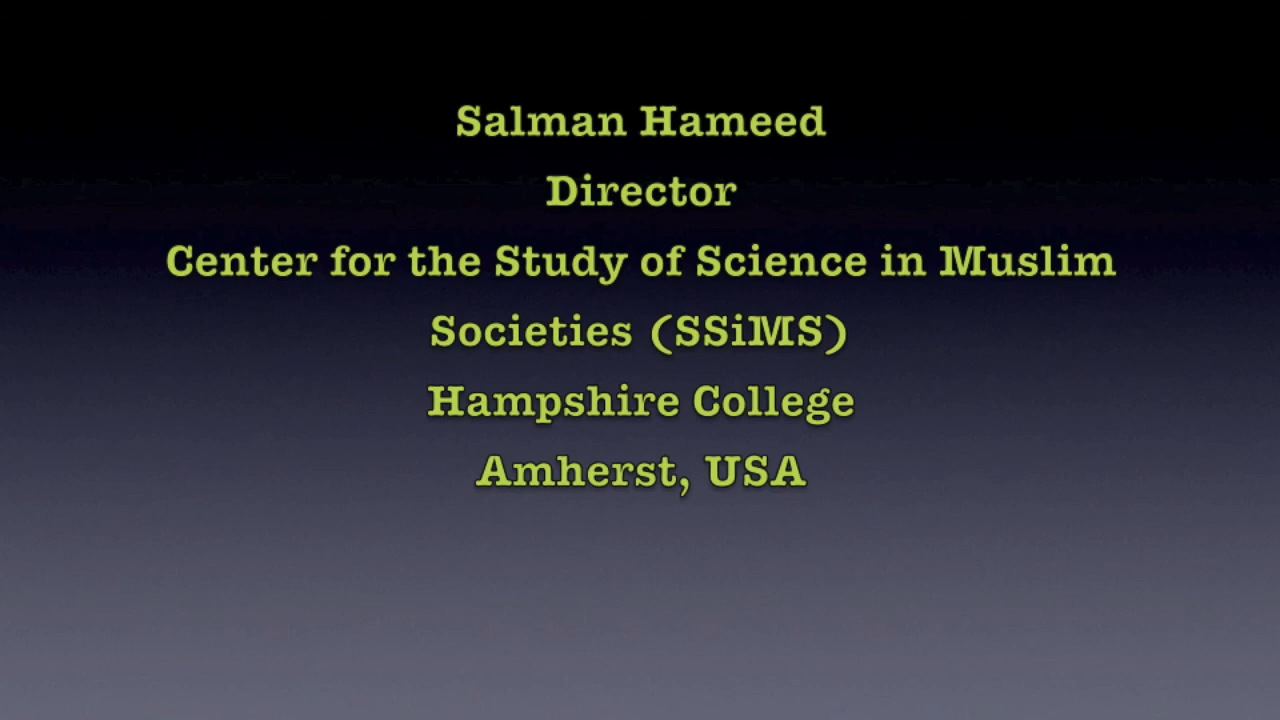 Salman Hameed
Director
Center for the Study of Science in Muslim
Societies (SSiMS)
Hampshire College
Amherst, USA